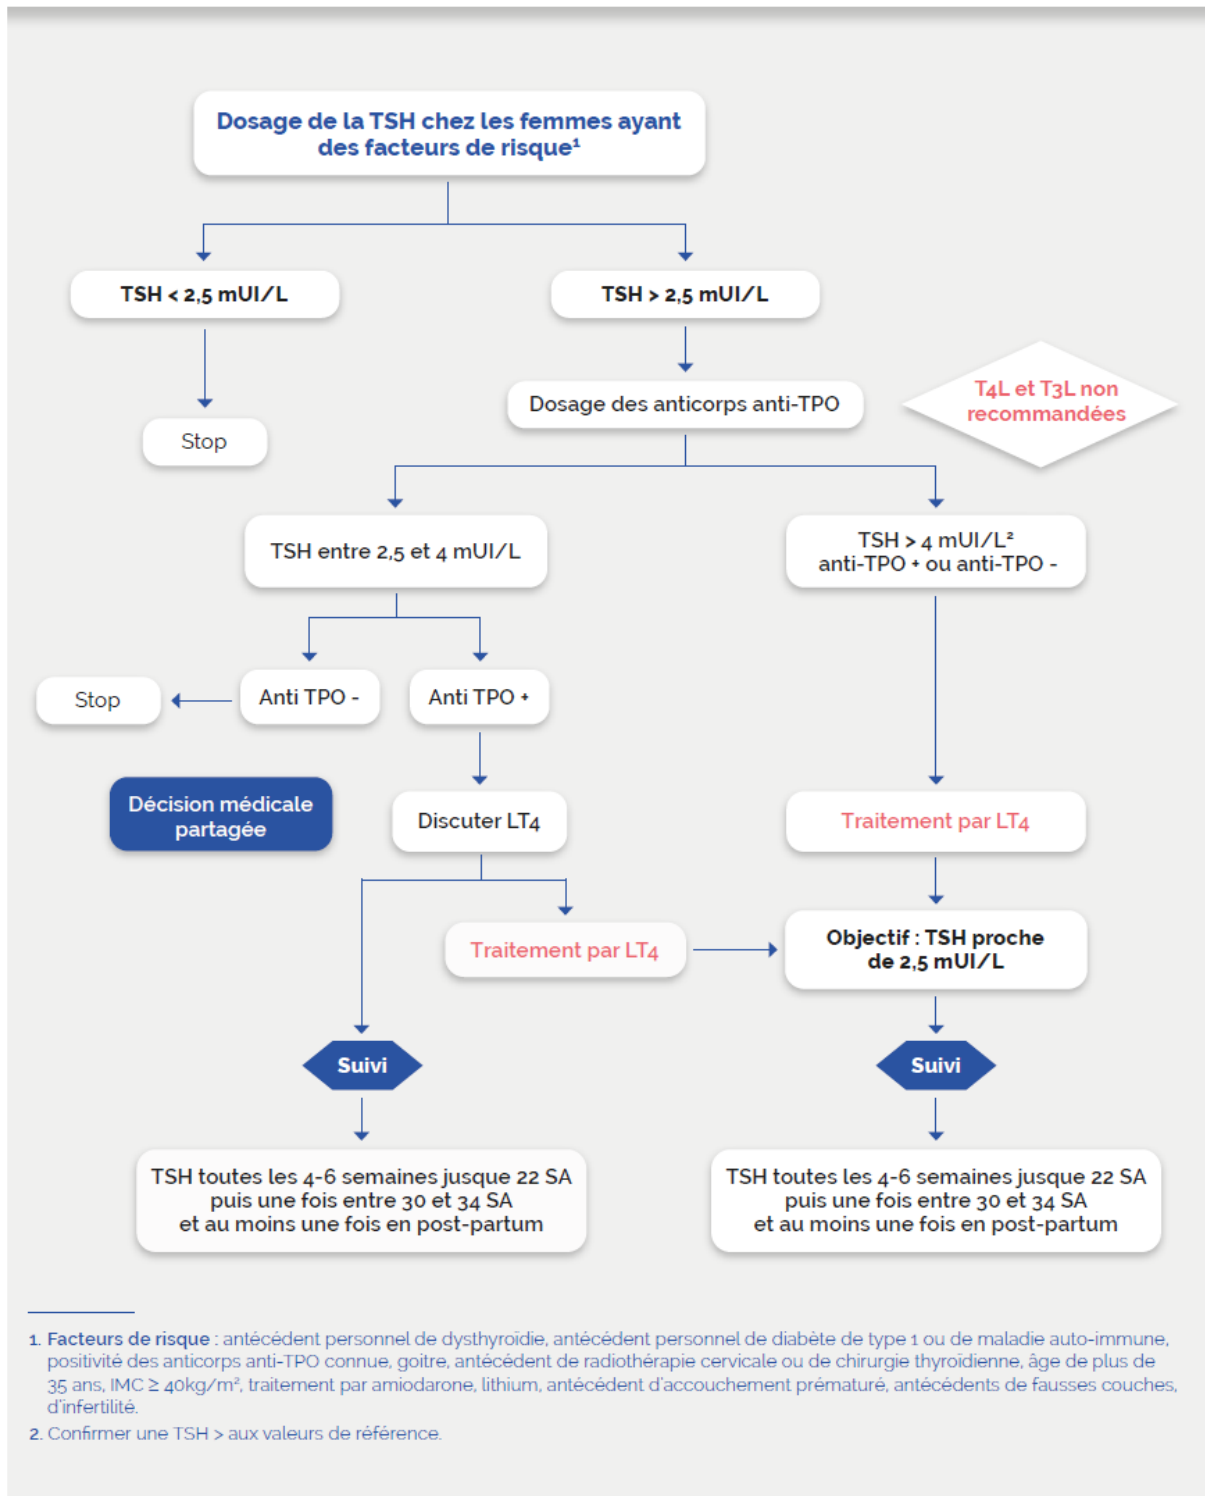 Dosage de la TSH chez les femmes ayant
des facteurs de risque¹
TSH < 2,5 mUI/L
TSH > 2,5 mUI/L
Stop
Dosage des anticorps anti-TPO
T4L et T3L non
recommandées
TSH entre 2,5 et 4 mUI/L
TSH > 4 mUI/L²
anti-TPO + ou anti-TPO -
Stop
Anti TPO -
Anti TPO +
Décision médicale
partagée
Discuter LT4
Traitement par LT4
Traitement par LT4
Objectif : TSH proche
de 2,5 mUI/L
Suivi
Suivi
TSH toutes les 4-6 semaines jusque 22 SA
puis une fois entre 30 et 34 SA
et au moins une fois en post-partum
TSH toutes les 4-6 semaines jusque 22 SA
puis une fois entre 30 et 34 SA
et au moins une fois en post-partum
1. Facteurs de risque : antécédent personnel de dysthyroïdie, antécédent personnel de diabète de type 1 ou de maladie auto-immune,
positivité des anticorps anti-TPO connue, goitre, antécédent de radiothérapie cervicale ou de chirurgie thyroïdienne, âge de plus de
35 ans, IMC ≥ 40kg/m², traitement par amiodarone, lithium, antécédent d'accouchement prématuré, antécédents de fausses couches,
d'infertilité.
2. Confirmer une TSH > aux valeurs de référence.